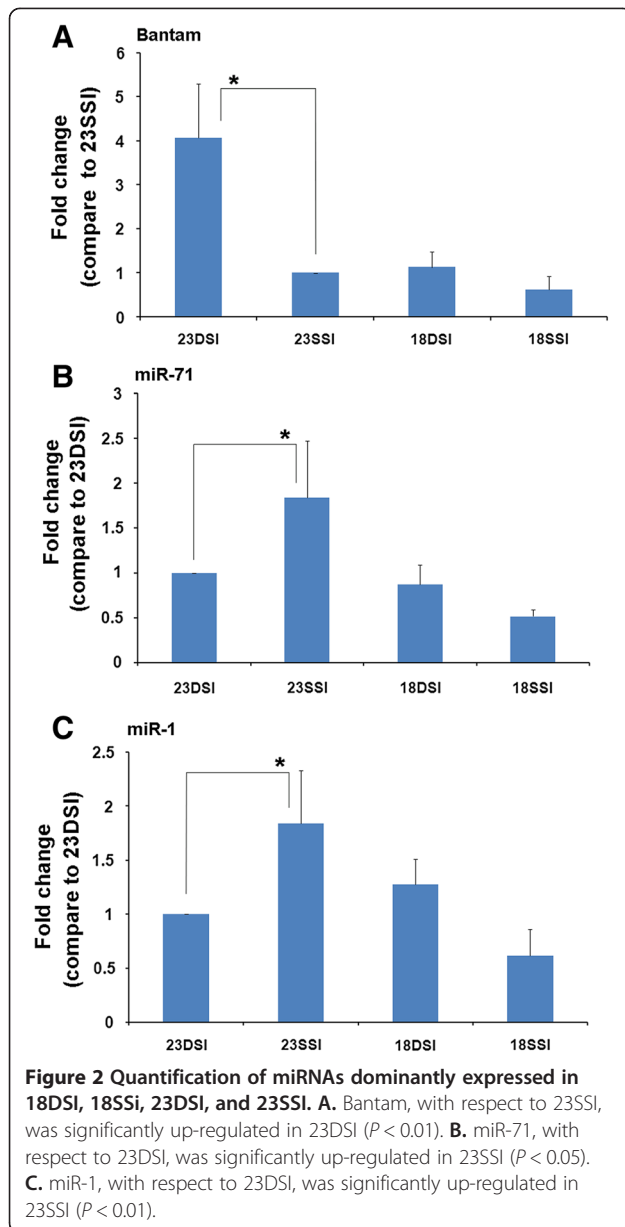 A
Bantam
6
5
4
3
2
1
0
*
Fold change
(compare to 23SSI)
23DSI 23SSI 18DSI 18SSI
B
miR-71
3
2.5
2
1.5
1
0.5
0
*
Fold change
(compare to 23DSI)
23DSI 23SSI 18DSI 18SSI
C
miR-1
2.5
2
1.5
1
0.5
0
*
Fold change
(compare to 23DSI)
23DSI 23SSI 18DSI 18SSI
Figure 2 Quantification of miRNAs dominantly expressed in
18DSI, 18SSi, 23DSI, and 23SSI. A. Bantam, with respect to 23SSI,
was significantly up-regulated in 23DSI (P < 0.01). B. miR-71, with
respect to 23DSI, was significantly up-regulated in 23SSI (P < 0.05).
C. miR-1, with respect to 23DSI, was significantly up-regulated in
23SSI (P < 0.01).